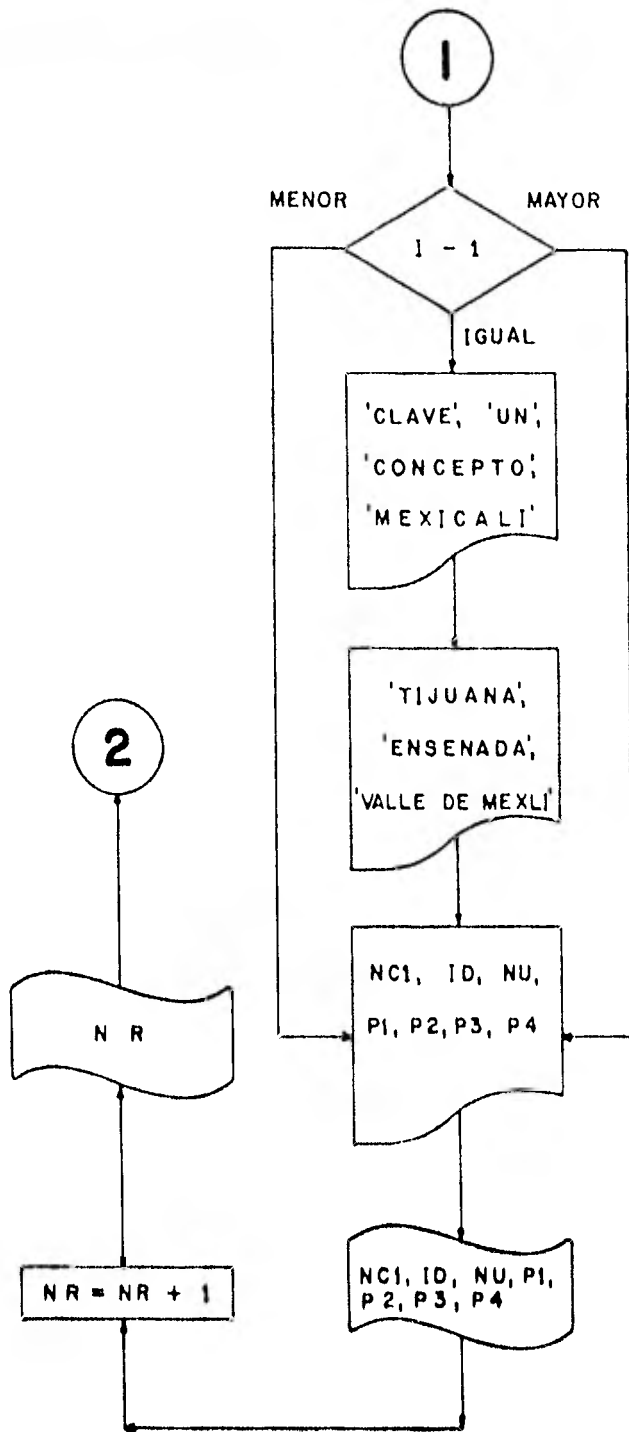 1
MENOR
MAYOR
I - 1
IGUAL
'CLAVE', 'UN',
'CONCEPTO',
'MEXICALI'
'TIJUANA',
'ENSENADA',
'VALLE DE MEXLI'
2
NC1, ID, NU,
P1, P2, P3, P4
N R
NC1, ID, NU, P1,
P2, P3, P4
NR = NR + 1